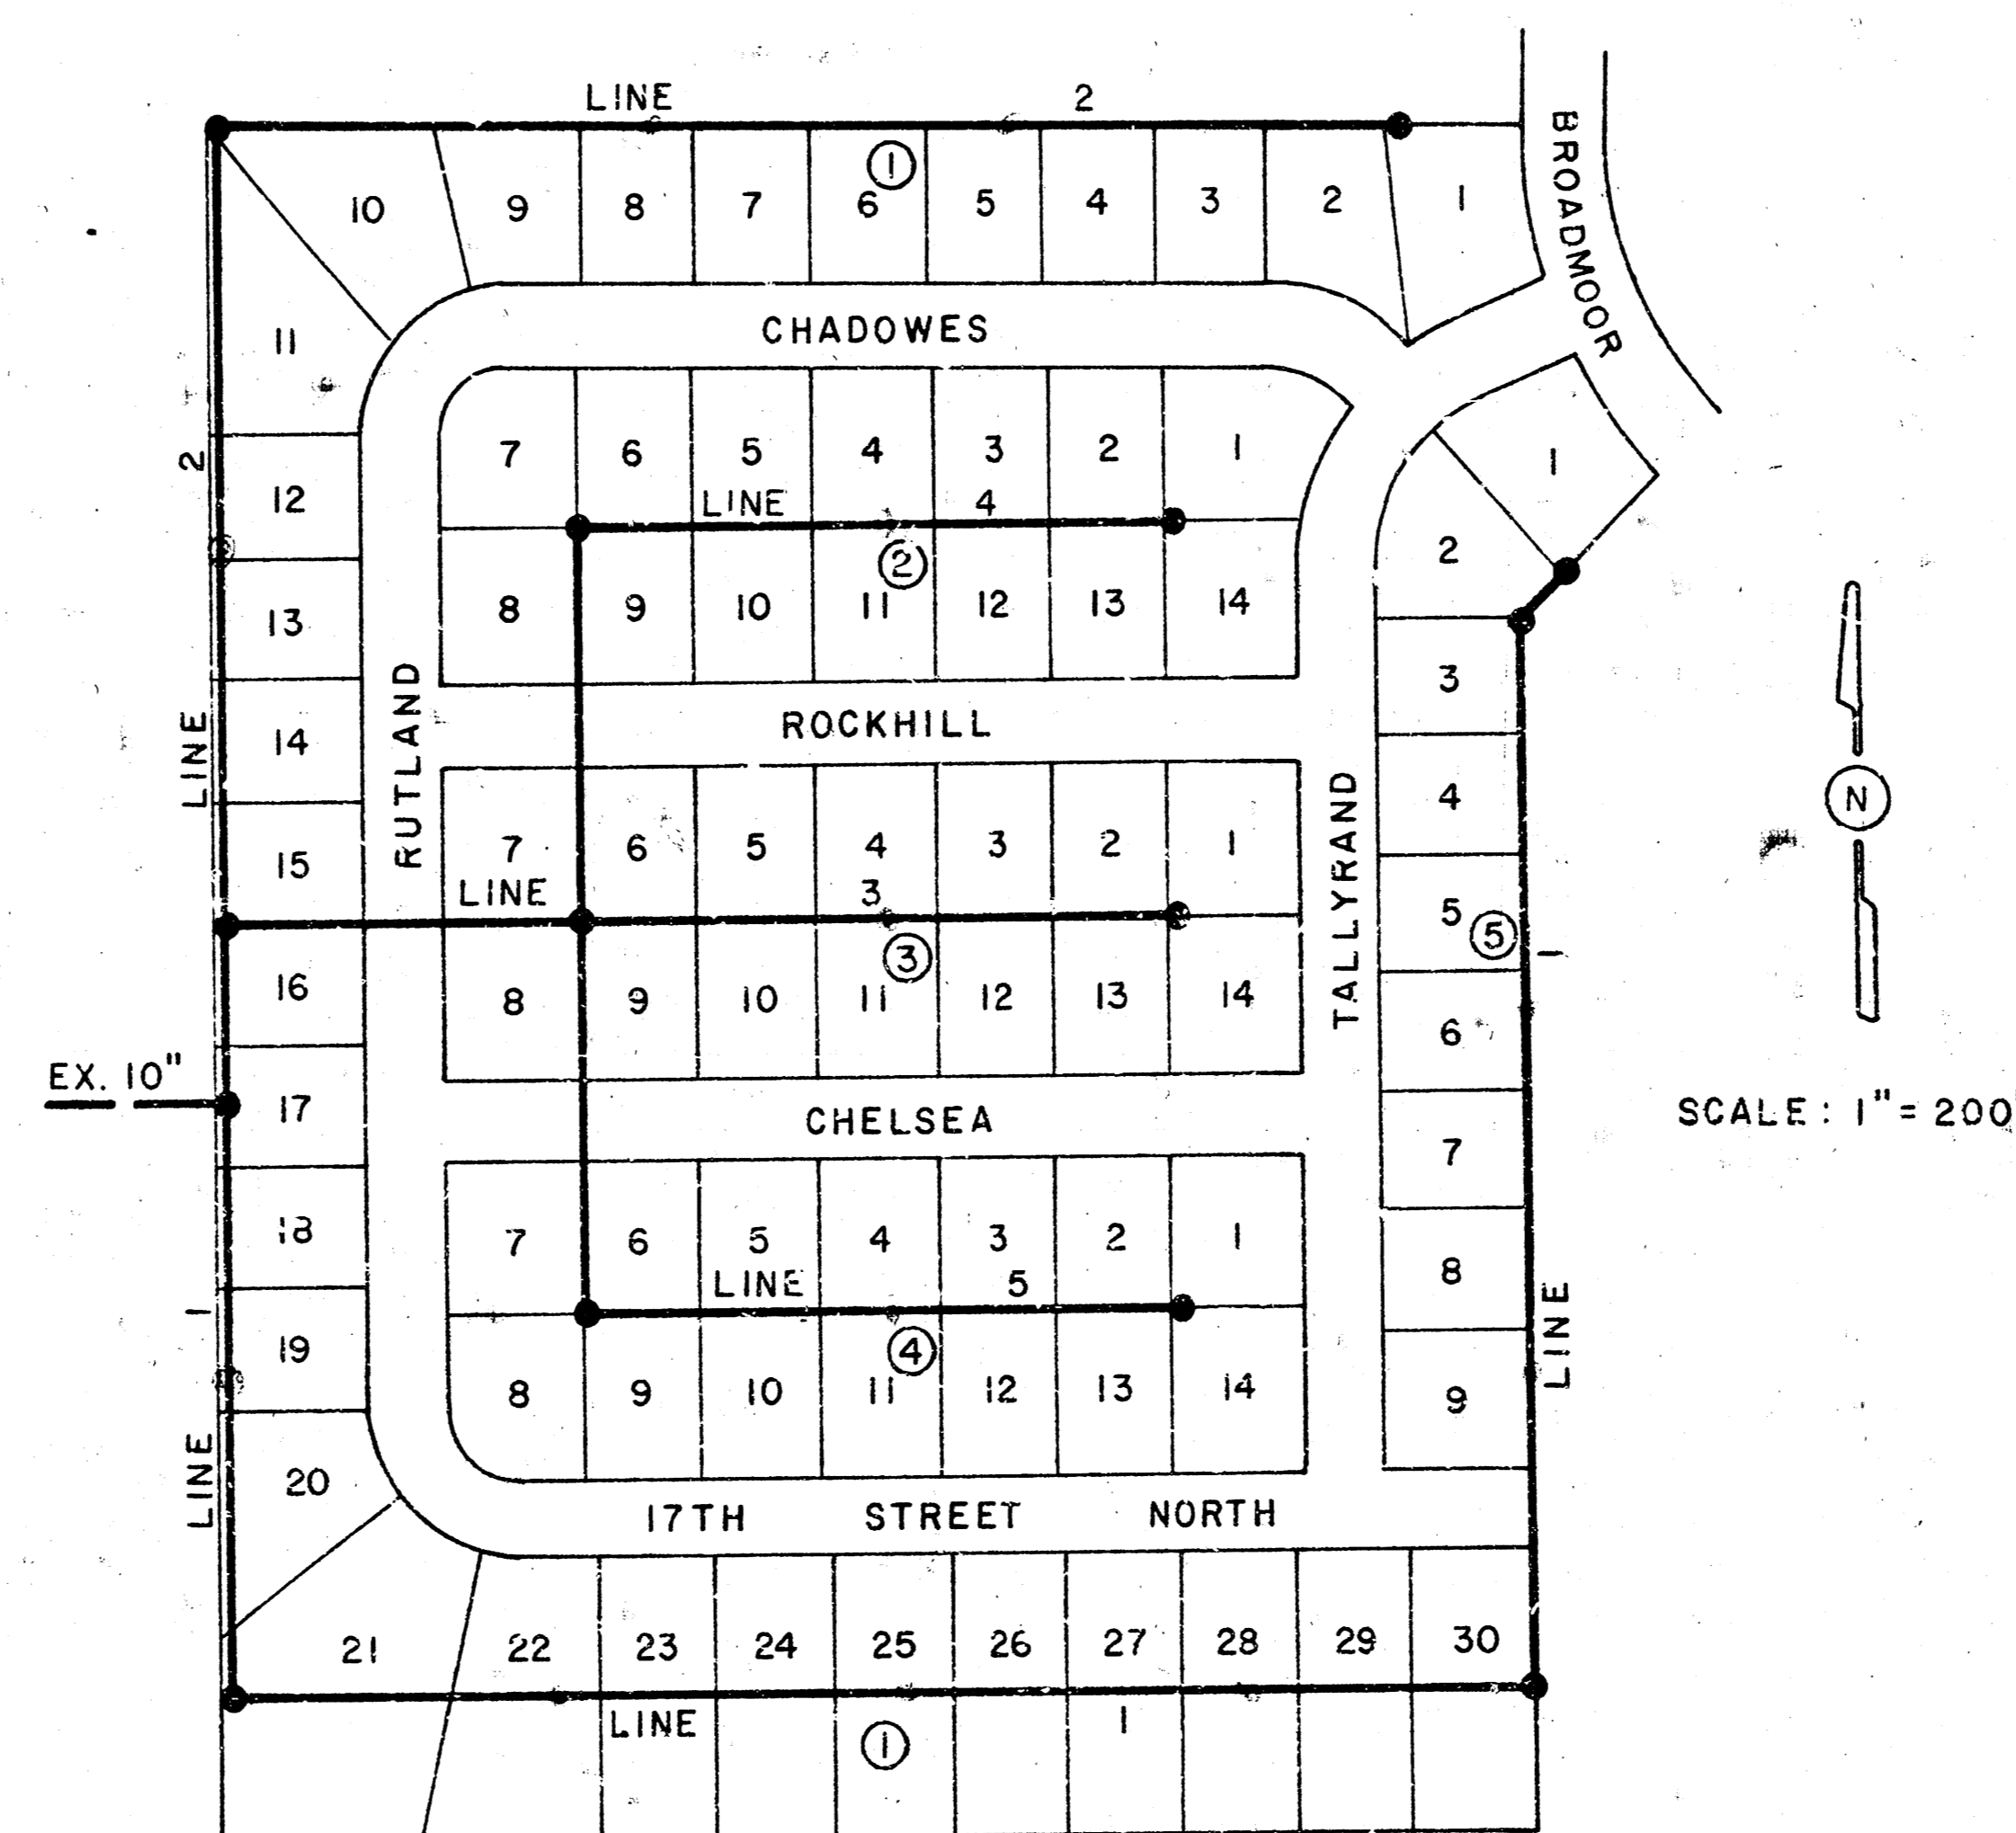 LINE 2
BROADMOOR
1
10 9 8 7 6 5 4 3 2 1
11
CHADOWES
2
12
7 6 5 4 3 2 1
1
LINE 4
2
2
8 9 10 11 12 13 14
13
3
RUTLAND
ROCKHILL
LINE
14
4
N
TALLYRAND
7 6 5 4 3 2 1
15
LINE 3
5
5
1
3
16
8 9 10 11 12 13 14
6
EX. 10"
17
CHELSEA
SCALE: 1" = 200
7
18
7 6 5 4 3 2 1
8
LINE 5
1
LINE
19
4
8 9 10 11 12 13 14
9
LINE
20
17TH STREET NORTH
21 22 23 24 25 26 27 28 29 30
LINE 1
1